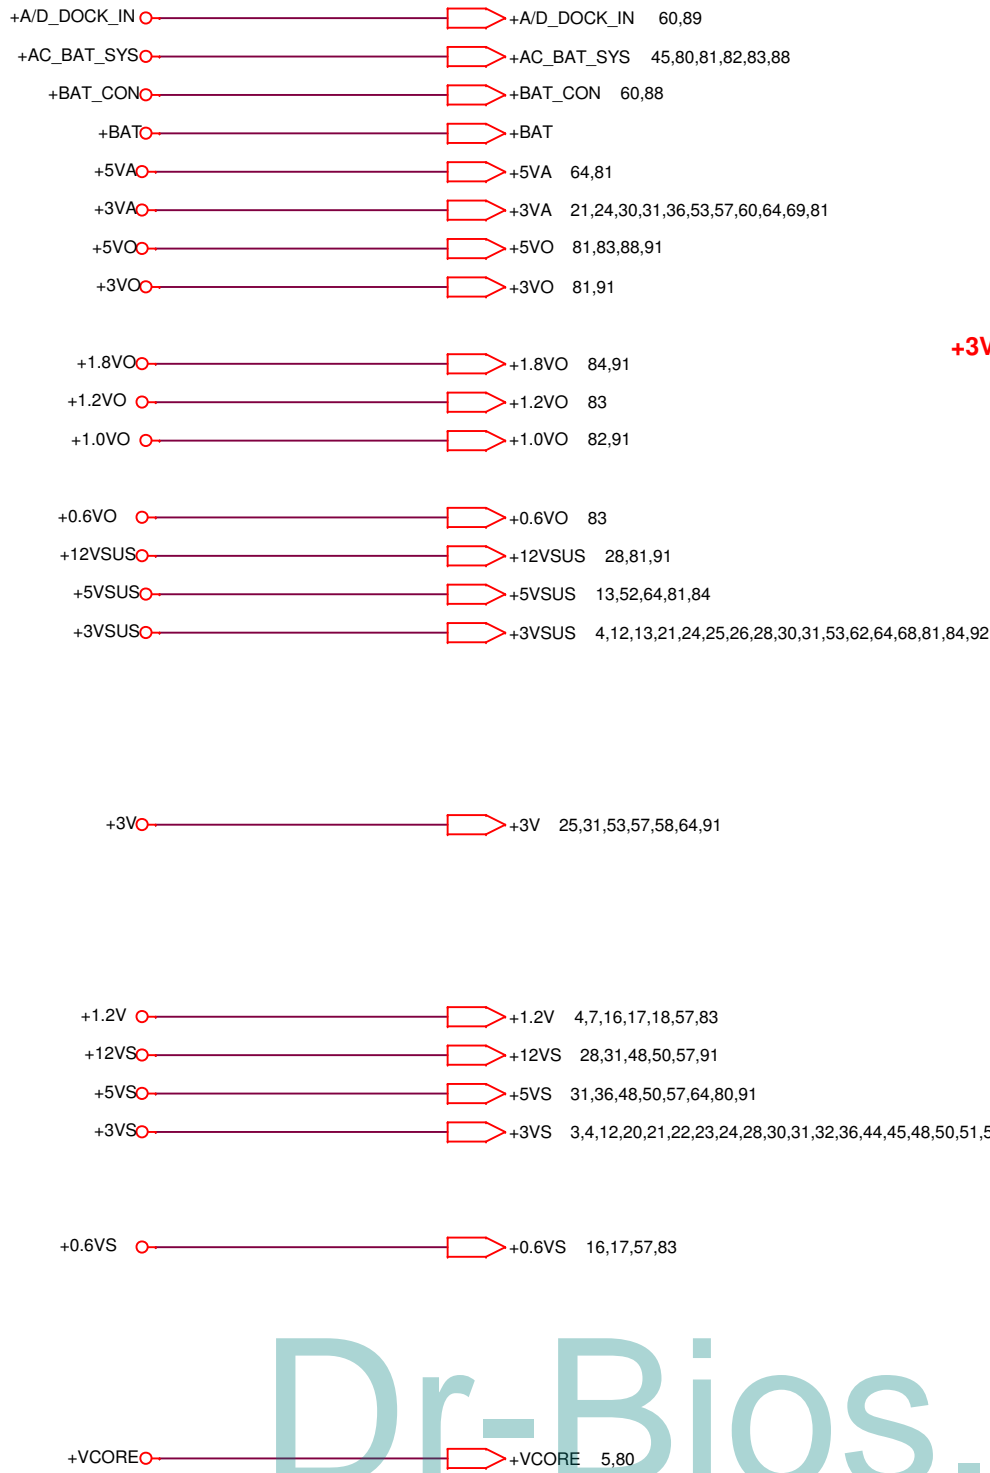 +A/D_DOCK_IN +A/D_DOCK_IN 60,89
+AC_BAT_SYS +AC_BAT_SYS 45,80,81,82,83,88
+BAT_CON +BAT_CON 60,88
+BAT +BAT
+5VA +5VA 64,81
+3VA +3VA 21,24,30,31,36,53,57,60,64,69,81
+5VO +5VO 81,83,88,91
+3VO +3VO 81,91
+3V
+1.8VO +1.8VO 84,91
+1.2VO +1.2VO 83
+1.0VO +1.0VO 82,91
+0.6VO +0.6VO 83
+12VSUS +12VSUS 28,81,91
+5VSUS +5VSUS 13,52,64,81,84
+3VSUS +3VSUS 4,12,13,21,24,25,26,28,30,31,53,62,64,68,81,84,92
+3V +3V 25,31,53,57,58,64,91
+1.2V +1.2V 4,7,16,17,18,57,83
+12VS +12VS 28,31,48,50,57,91
+5VS +5VS 31,36,48,50,57,64,80,91
+3VS +3VS 3,4,12,20,21,22,23,24,28,30,31,32,36,44,45,48,50,51,5
+0.6VS +0.6VS 16,17,57,83
Dr-Bios.
+VCORE +VCORE 5,80